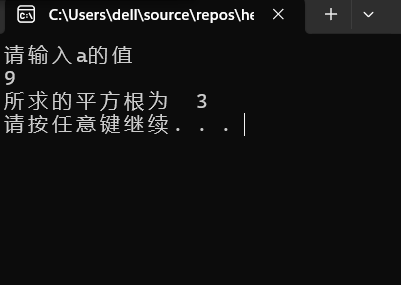 C:\Users\dell\source\repos\he
请输入a的值
9
所求的平方根为  3
请按任意键继续. . .